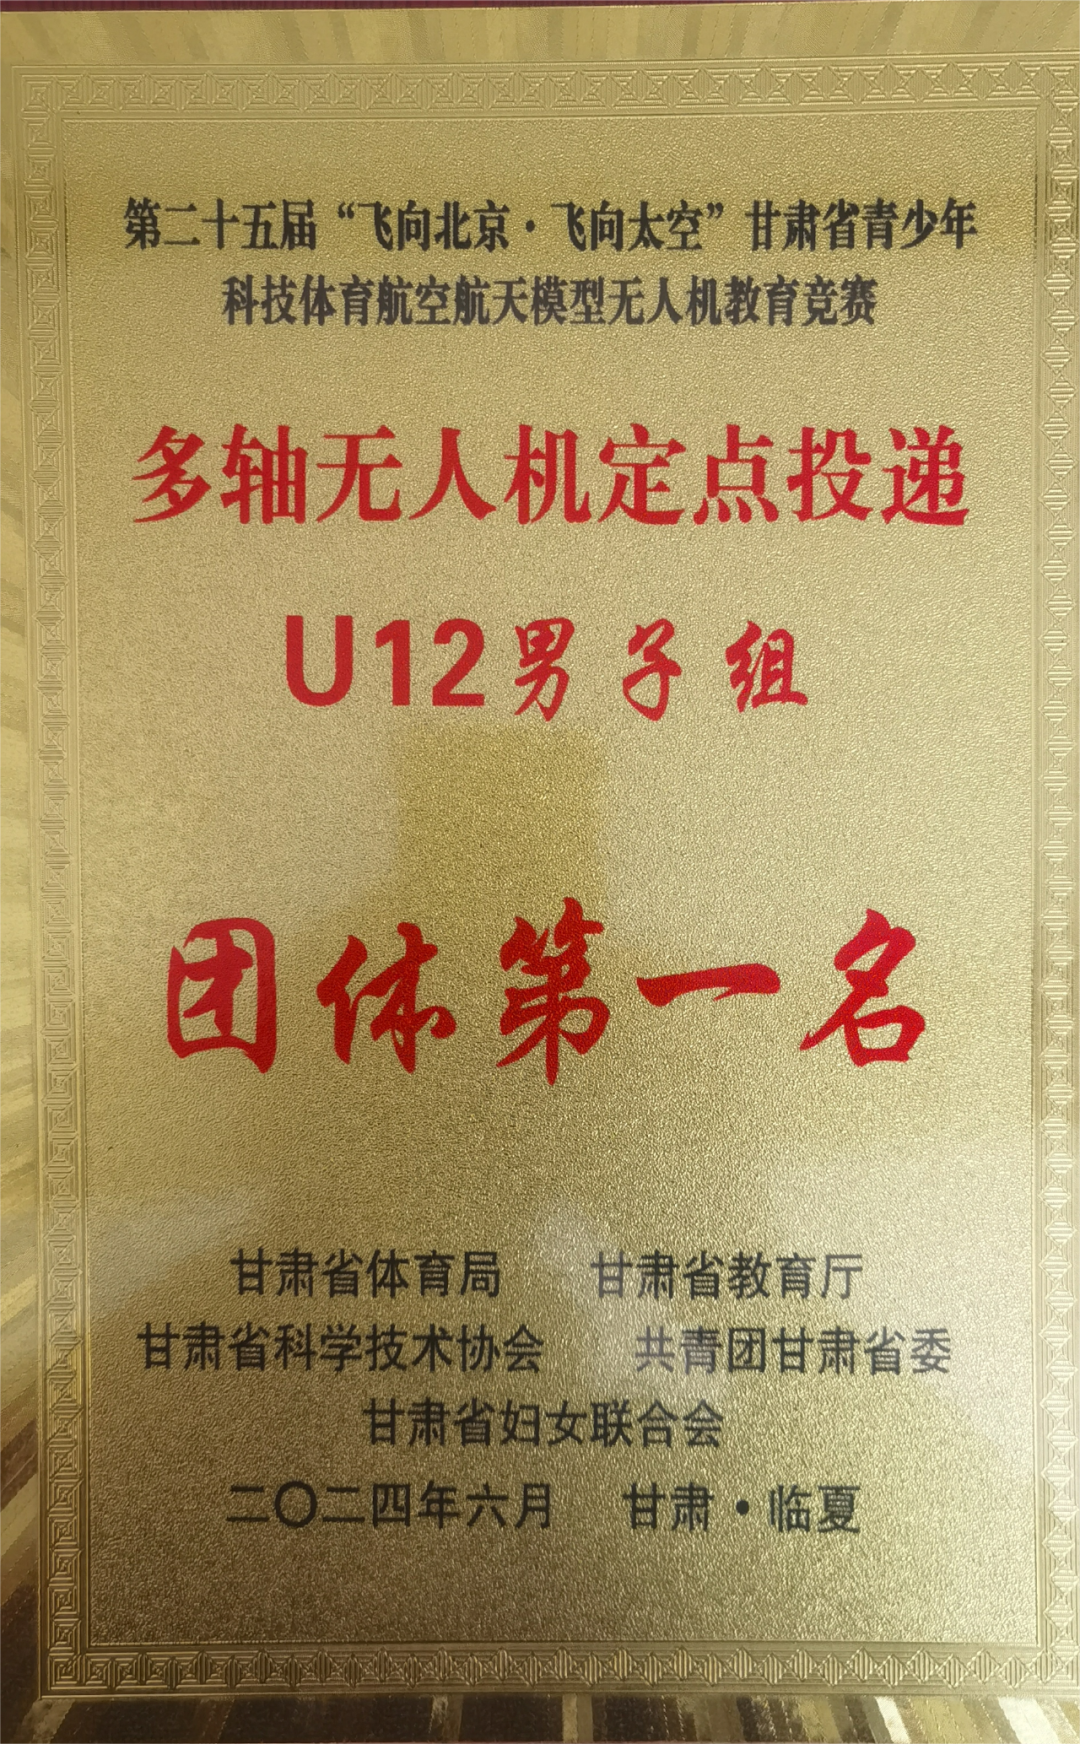 第二十五届“飞向北京·飞向太空”甘肃省青少年
科技体育航空航天模型无人机教育竞赛
多轴无人机定点投递
U12男子组
团体第一名
甘肃省体育局 甘肃省教育厅
甘肃省科学技术协会 共青团甘肃省委
甘肃省妇女联合会
二〇二四年六月 甘肃·临夏